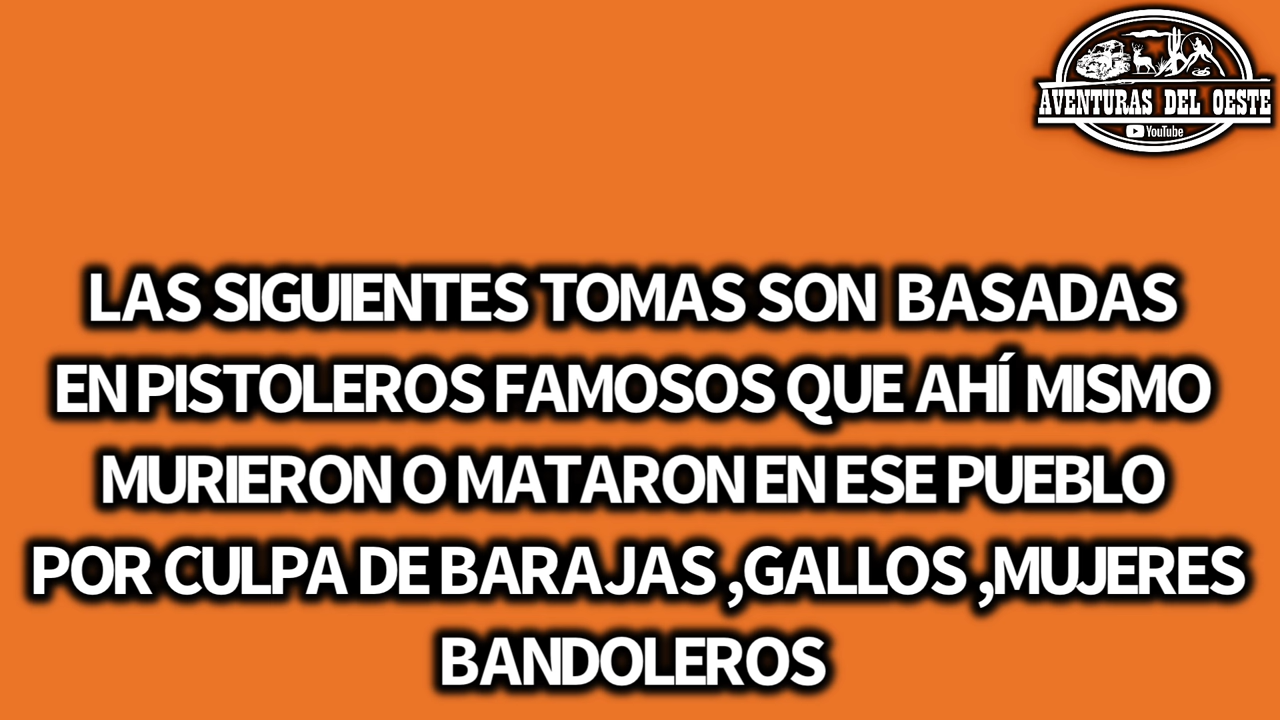 AVENTURAS DEL OESTE
YouTube
LAS SIGUIENTES TOMAS SON BASADAS
EN PISTOLEROS FAMOSOS QUE AHÍ MISMO
MURIERON O MATARON EN ESE PUEBLO
POR CULPA DE BARAJAS ,GALLOS ,MUJERES
BANDOLEROS